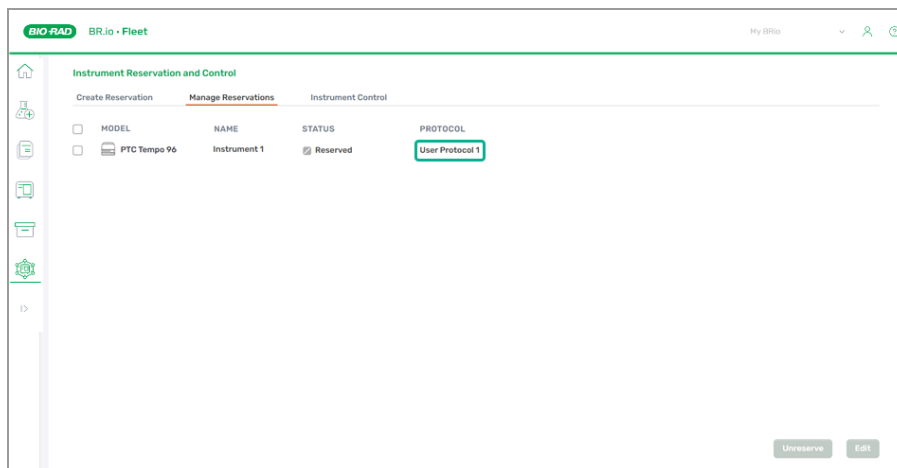 BIO-RAD BR.io • Fleet My BRio
Instrument Reservation and Control
Create Reservation Manage Reservations Instrument Control
MODEL NAME STATUS PROTOCOL
PTC Tempo 96 Instrument 1 Reserved User Protocol 1
Unreserve Edit